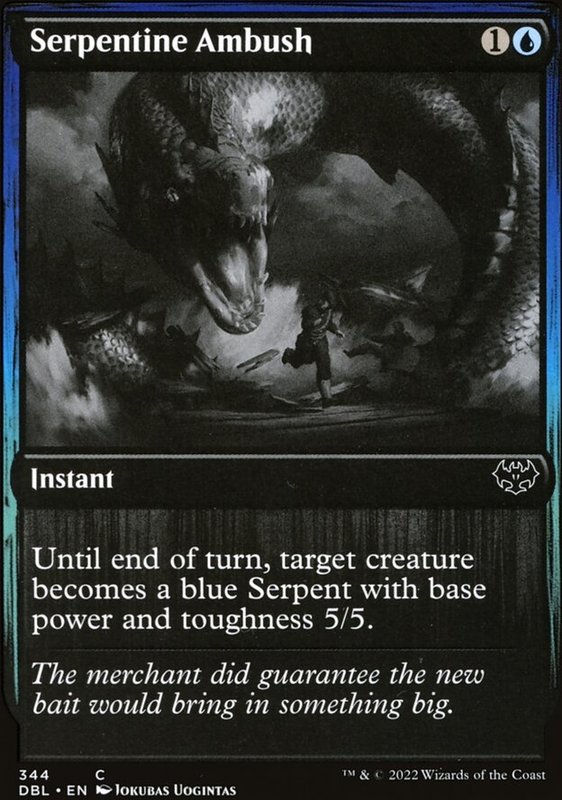 Serpentine Ambush 1
Instant
Until end of turn, target creature
becomes a blue Serpent with base
power and toughness 5/5.
The merchant did guarantee the new
bait would bring in something big.
344 C
DBL • EN Jokubas Uogintas
™ & © 2022 Wizards of the Coast